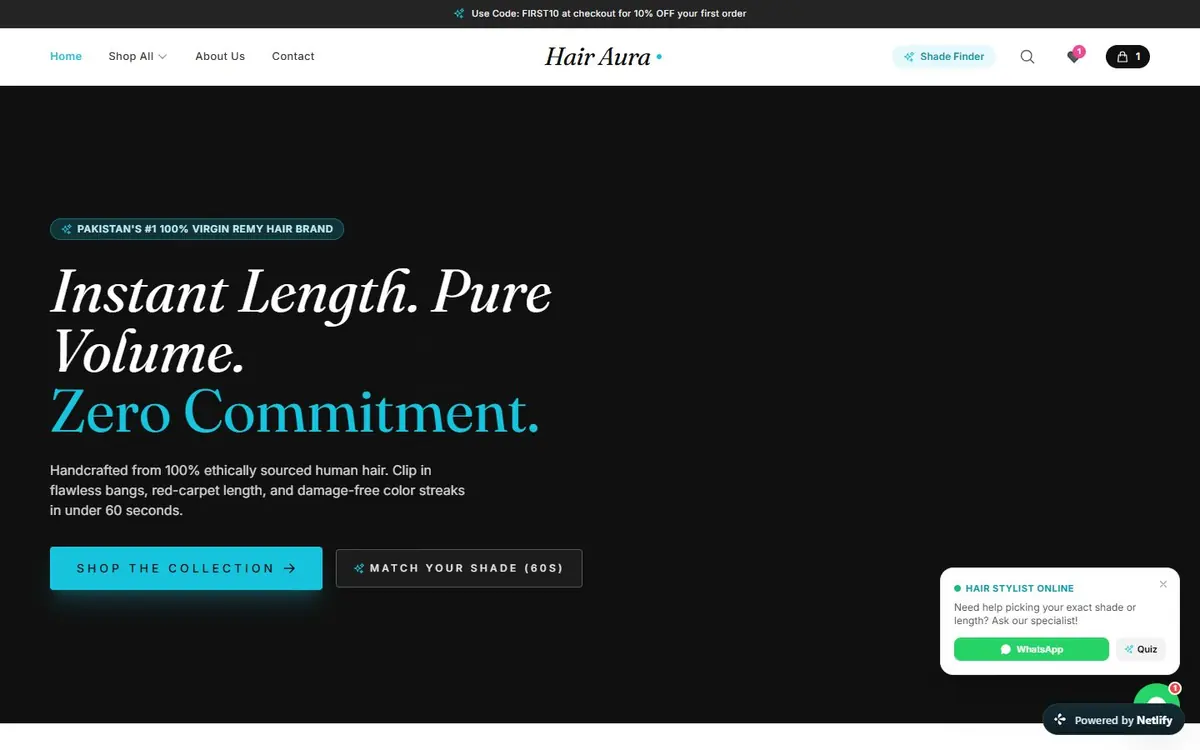 Use Code: FIRST10 at checkout for 10% OFF your first order
Home
Shop All
About Us
Contact
Hair Aura
Shade Finder
1
1
PAKISTAN'S #1 100% VIRGIN REMY HAIR BRAND
Instant Length. Pure
Volume.
Zero Commitment.
Handcrafted from 100% ethically sourced human hair. Clip in
flawless bangs, red-carpet length, and damage-free color streaks
in under 60 seconds.
SHOP THE COLLECTION →
MATCH YOUR SHADE (60S)
HAIR STYLIST ONLINE
Need help picking your exact shade or
length? Ask our specialist!
WhatsApp
Quiz
1
Powered by Netlify